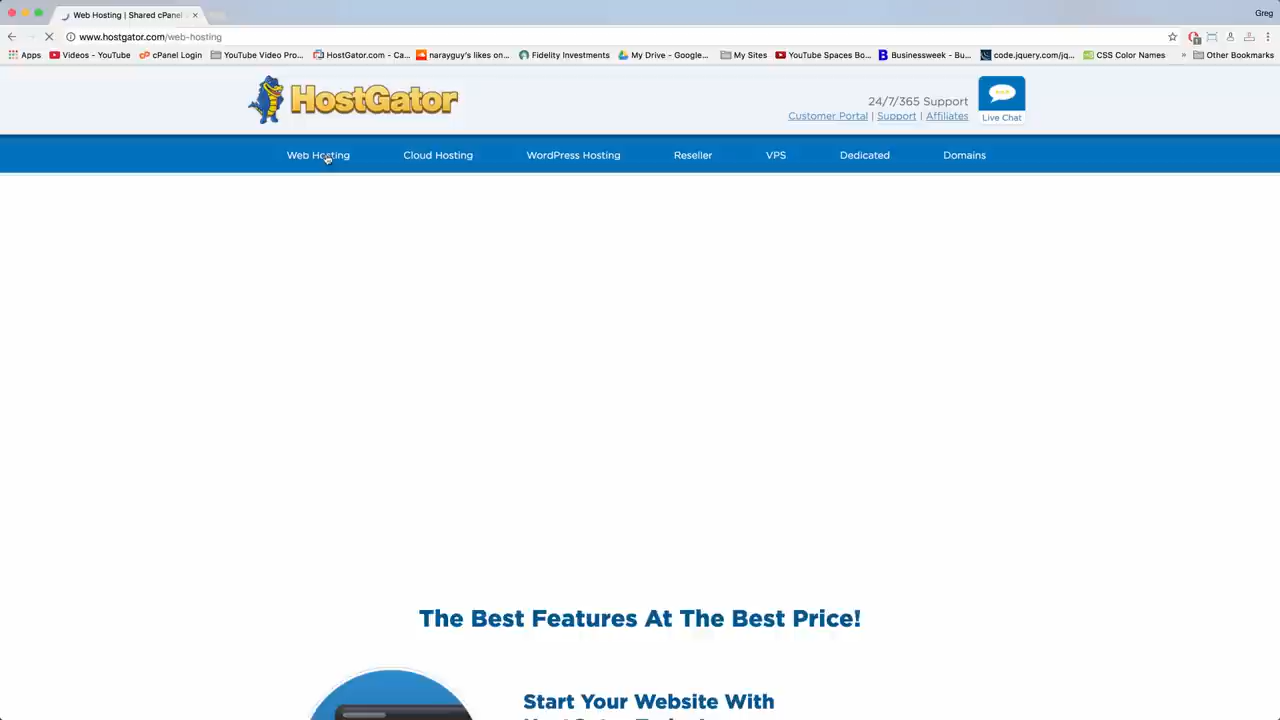 Web Hosting | Shared cPanel
Greg
www.hostgator.com/web-hosting
Apps Videos - YouTube cPanel Login YouTube Video Pro... HostGator.com - Ca... narayguy's likes on... Fidelity Investments My Drive - Google... My Sites YouTube Spaces Bo... Businessweek - Bu... code.jquery.com/jq... CSS Color Names » Other Bookmarks
HostGator
24/7/365 Support
Customer Portal | Support | Affiliates
Live Chat
Web Hosting Cloud Hosting WordPress Hosting Reseller VPS Dedicated Domains
The Best Features At The Best Price!
Start Your Website With